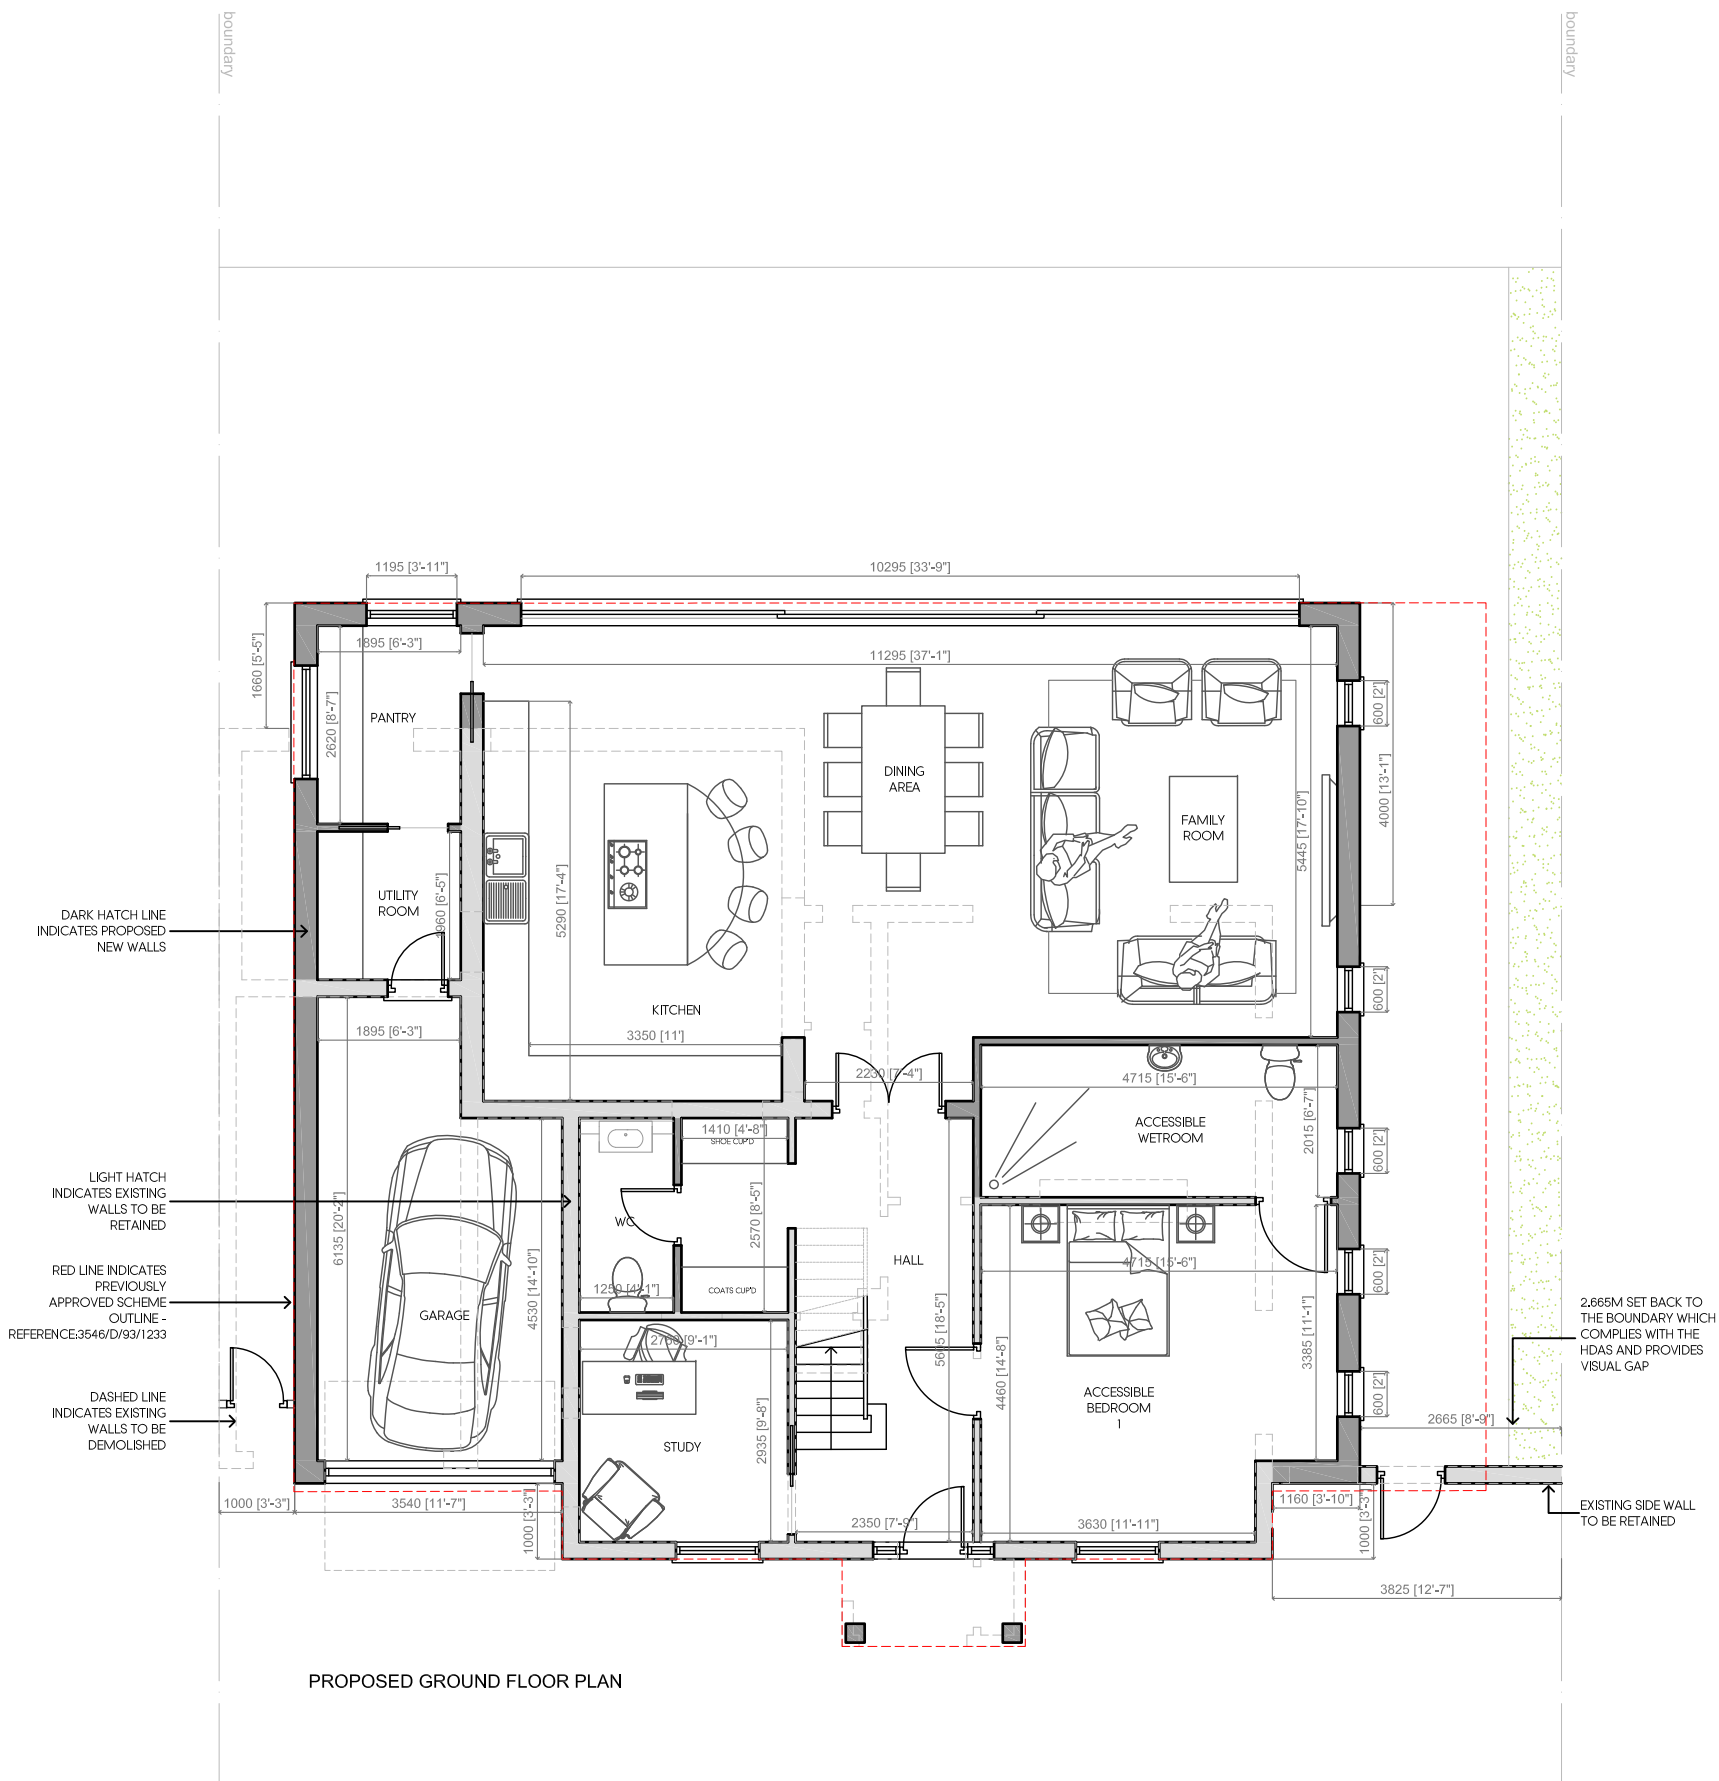 boundary
boundary
1195 [3'-11"]
10295 [33'-9"]
1660 [5'-5"]
1895 [6'-3"]
11295 [37'-1"]
2620 [8'-7"]
PANTRY
600 [2']
4000 [13'-1"]
DINING
AREA
FAMILY
ROOM
5445 [17'-10"]
5290 [17'-4"]
UTILITY
ROOM
1960 [6'-5"]
DARK HATCH LINE
INDICATES PROPOSED
NEW WALLS
600 [2']
KITCHEN
3350 [11']
1895 [6'-3"]
2230 [7'-4"]
4715 [15'-6"]
ACCESSIBLE
WETROOM
2015 [6'-7"]
600 [2']
1410 [4'-8"]
SHOE CUP'D
LIGHT HATCH
INDICATES EXISTING
WALLS TO BE
RETAINED
6135 [20'-2"]
WC
2570 [8'-5"]
HALL
4715 [15'-6"]
600 [2']
1250 [4'-1"]
COATS CUP'D
RED LINE INDICATES
PREVIOUSLY
APPROVED SCHEME
OUTLINE -
REFERENCE:3546/D/93/1233
GARAGE
4530 [14'-10"]
5605 [18'-5"]
3385 [11'-1"]
2.665M SET BACK TO
THE BOUNDARY WHICH
COMPLIES WITH THE
HDAS AND PROVIDES
VISUAL GAP
2760 [9'-1"]
4460 [14'-8"]
ACCESSIBLE
BEDROOM
1
600 [2']
DASHED LINE
INDICATES EXISTING
WALLS TO BE
DEMOLISHED
2665 [8'-9"]
STUDY
2935 [9'-8"]
1000 [3'-3"]
3540 [11'-7"]
1000 [3'-3"]
2350 [7'-9"]
3630 [11'-11"]
1160 [3'-10"]
1000 [3'-3"]
EXISTING SIDE WALL
TO BE RETAINED
3825 [12'-7"]
PROPOSED GROUND FLOOR PLAN